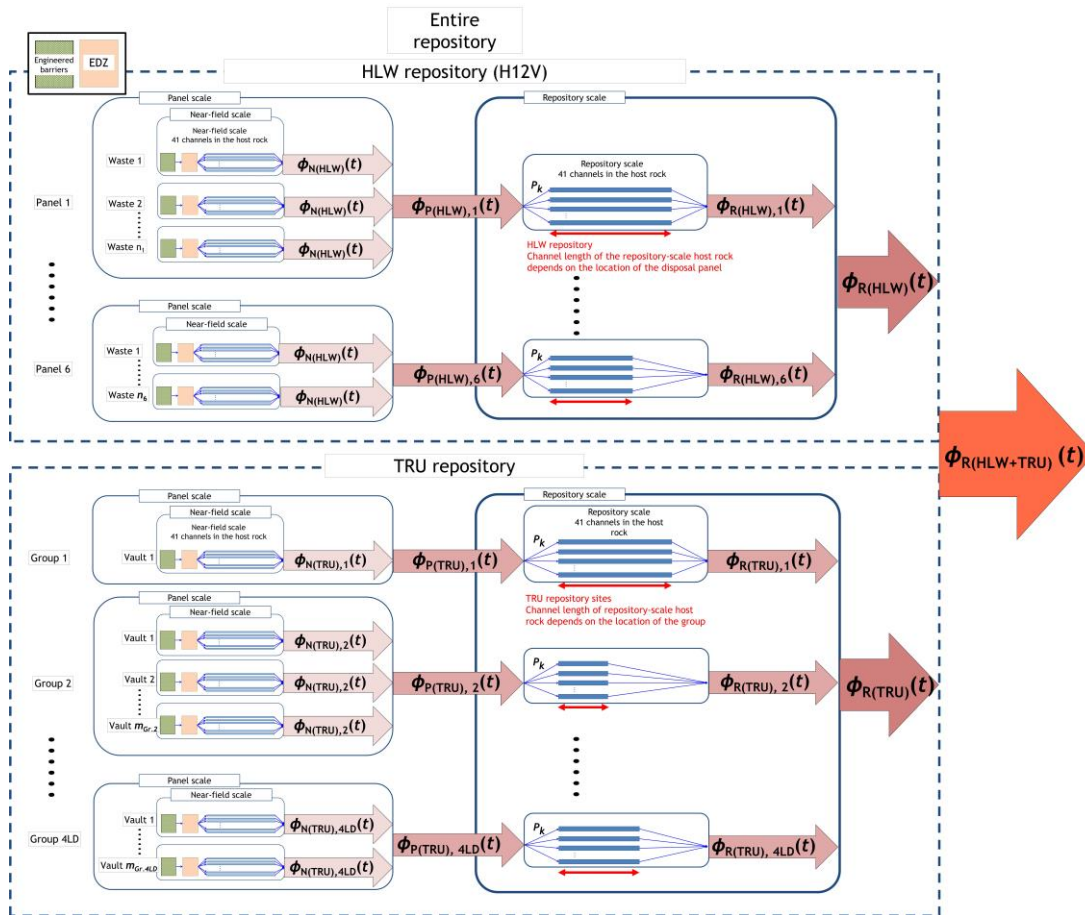 Entire
repository
Engineered
barriers
EDZ
HLW repository (H12V)
Panel scale
Near-field scale
Near-field scale
41 channels in the host rock
Panel 1
Waste 1
ϕN(HLW)(t)
Waste 2
ϕN(HLW)(t)
Waste n1
ϕN(HLW)(t)
ϕP(HLW),1(t)
Repository scale
Repository scale
41 channels in the host rock
Pk
HLW repository
Channel length of the repository-scale host rock
depends on the location of the disposal panel
ϕR(HLW),1(t)
ϕR(HLW)(t)
Panel scale
Near-field scale
Panel 6
Waste 1
ϕN(HLW)(t)
Waste n6
ϕN(HLW)(t)
ϕP(HLW),6(t)
Pk
ϕR(HLW),6(t)
ϕR(HLW+TRU)(t)
TRU repository
Panel scale
Near-field scale
Near-field scale
41 channels in the host rock
Group 1
Vault 1
ϕN(TRU),1(t)
ϕP(TRU),1(t)
Repository scale
Repository scale
41 channels in the host
rock
Pk
TRU repository sites
Channel length of repository-scale host
rock depends on the location of the group
ϕR(TRU),1(t)
Panel scale
Near-field scale
Group 2
Vault 1
ϕN(TRU),2(t)
Vault 2
ϕN(TRU),2(t)
Vault mGr.2
ϕN(TRU),2(t)
ϕP(TRU), 2(t)
Pk
ϕR(TRU), 2(t)
ϕR(TRU)(t)
Panel scale
Near-field scale
Group 4LD
Vault 1
ϕN(TRU),4LD(t)
Vault mGr.4LD
ϕN(TRU),4LD(t)
ϕP(TRU), 4LD(t)
Pk
ϕR(TRU), 4LD(t)